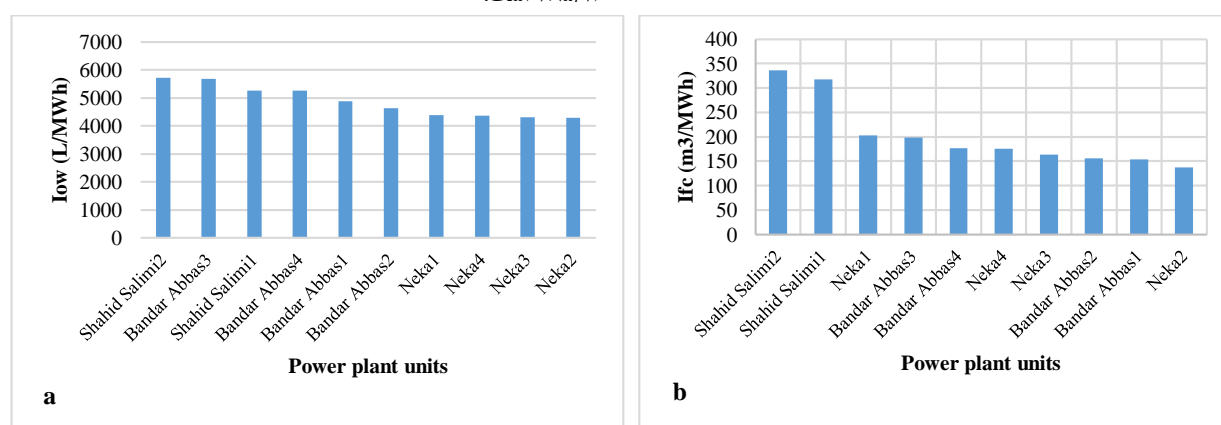 Iow (L/MWh)
7000
6000
5000
4000
3000
2000
1000
0
Shahid Salimi2
Bandar Abbas3
Shahid Salimi1
Bandar Abbas4
Bandar Abbas1
Bandar Abbas2
Neka1
Neka4
Neka3
Neka2
Power plant units
a
Ifc (m3/MWh)
400
350
300
250
200
150
100
50
0
Shahid Salimi2
Shahid Salimi1
Neka1
Bandar Abbas3
Bandar Abbas4
Neka4
Neka3
Bandar Abbas2
Bandar Abbas1
Neka2
Power plant units
b